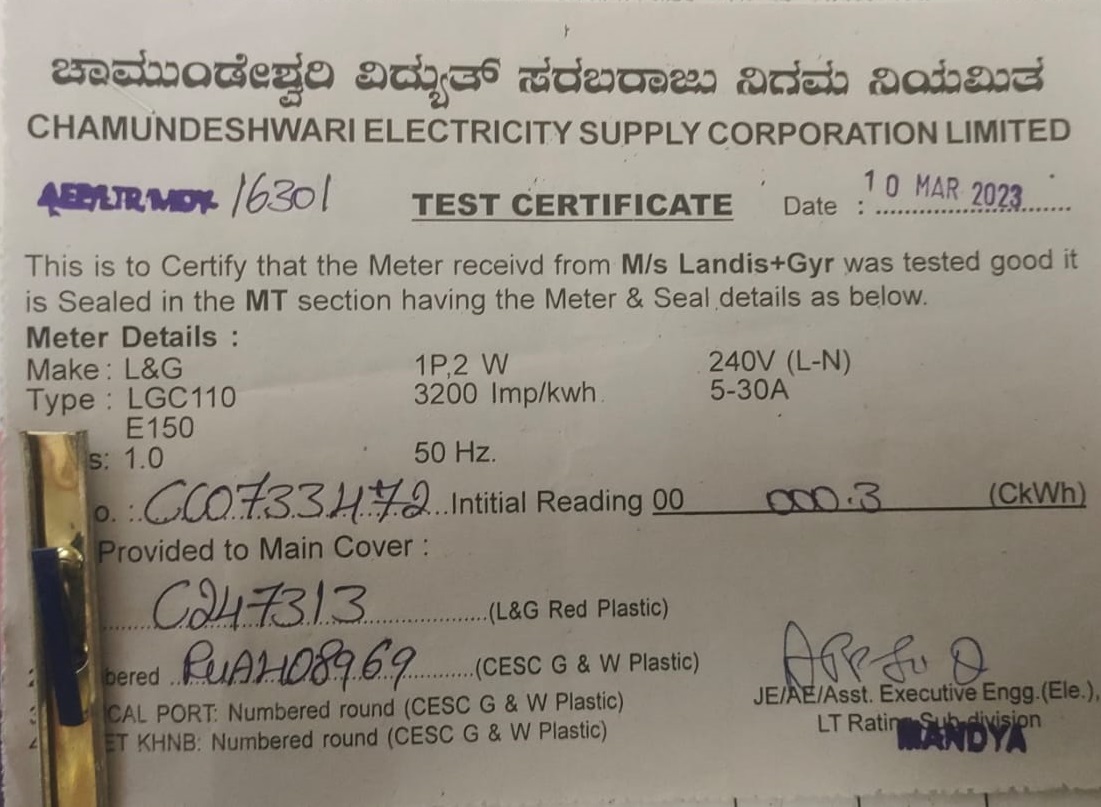 ಚಾಮುಂಡೇಶ್ವರಿ ವಿದ್ಯುತ್ ಸರಬರಾಜು ನಿಗಮ ನಿಯಮಿತ
CHAMUNDESHWARI ELECTRICITY SUPPLY CORPORATION LIMITED
/16301 TEST CERTIFICATE Date : 10 MAR 2023
This is to Certify that the Meter receivd from M/s Landis+Gyr was tested good it
is Sealed in the MT section having the Meter & Seal details as below.
Meter Details :
Make : L&G 1P,2 W 240V (L-N)
Type : LGC110 3200 Imp/kwh 5-30A
E150
s: 1.0 50 Hz.
o. : CC0733472 Intitial Reading 00 000.3 (CkWh)
Provided to Main Cover :
C247313 (L&G Red Plastic)
bered (CESC G & W Plastic)
CAL PORT: Numbered round (CESC G & W Plastic)
JE/AE/Asst. Executive Engg.(Ele.),
ET KHNB: Numbered round (CESC G & W Plastic)
LT Rating Sub-division
MANDYA